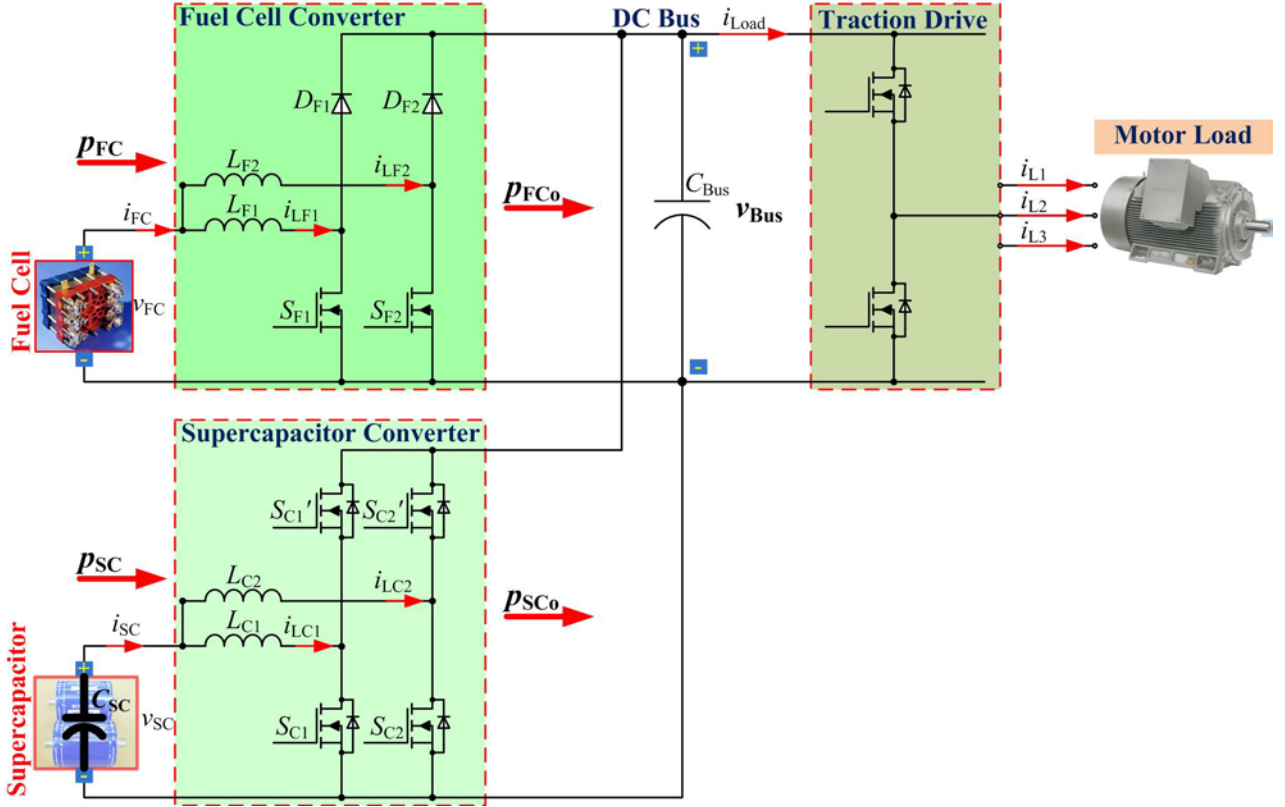 Fuel Cell Converter
DC Bus
iLoad
Traction Drive
+
DF1
DF2
pFC
Motor Load
LF2
iLF2
CBus
iL1
pFCo
vBus
iFC
LF1
iLF1
iL2
iL3
+
Fuel Cell
vFC
SF1
SF2
-
-
Supercapacitor Converter
SC1′
SC2′
pSC
LC2
iLC2
pSCo
iSC
LC1
iLC1
+
Supercapacitor
CSC
vSC
SC1
SC2
-